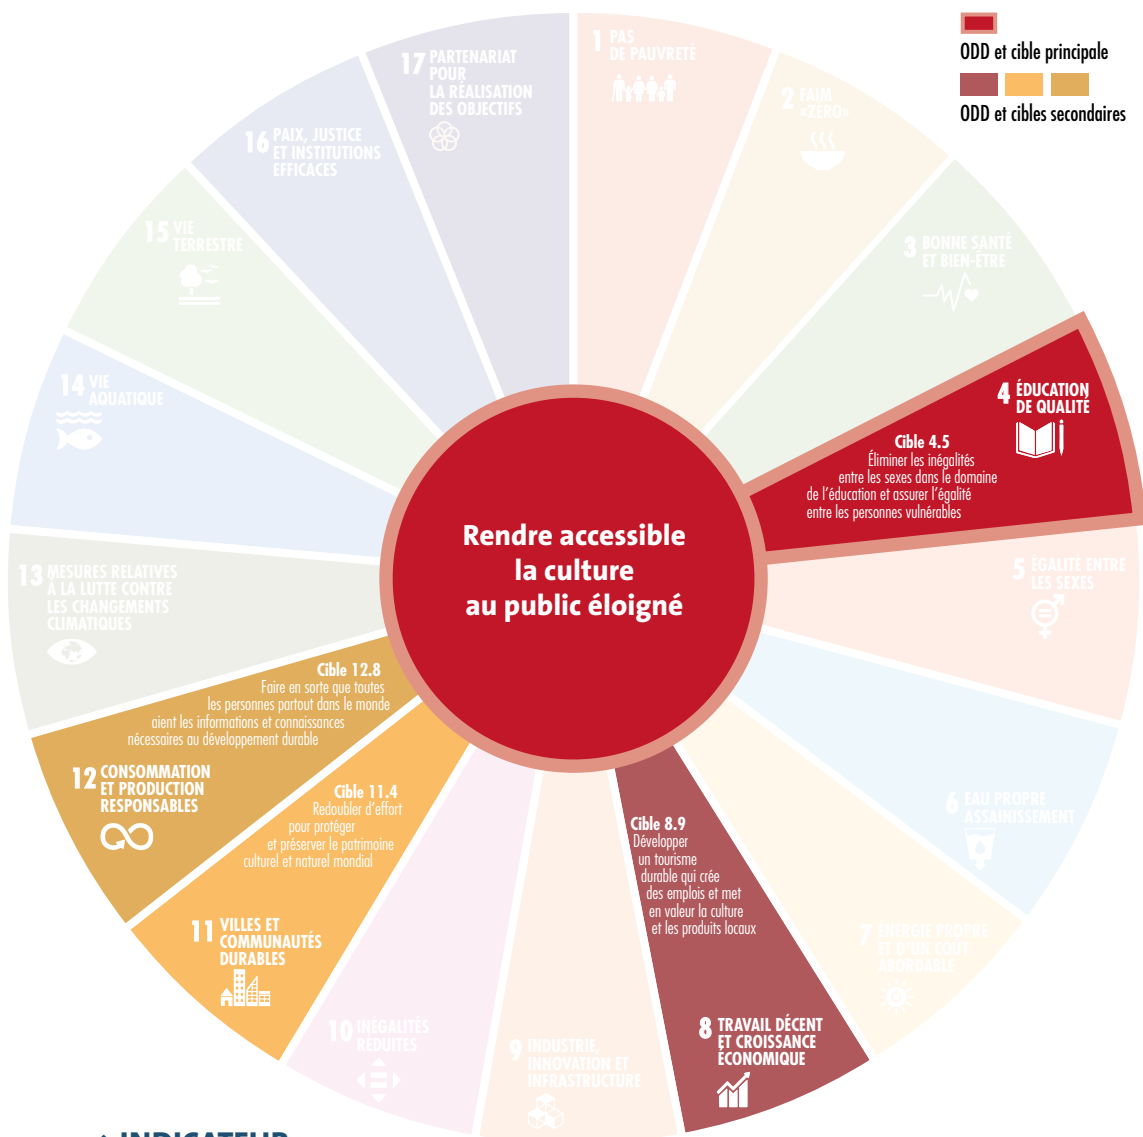 ODD et cible principale
ODD et cibles secondaires
1 PAS
DE PAUVRETÉ
2 FAIM
«ZÉRO»
3 BONNE SANTÉ
ET BIEN-ÊTRE
4 ÉDUCATION
DE QUALITÉ
Cible 4.5
Éliminer les inégalités
entre les sexes dans le domaine
de l'éducation et assurer l'égalité
entre les personnes vulnérables
5 ÉGALITÉ ENTRE
LES SEXES
6 EAU PROPRE
ASSAINISSEMENT
7 ÉNERGIE PROPRE
ET D'UN COÛT
ABORDABLE
Cible 8.9
Développer
un tourisme
durable qui crée
des emplois et met
en valeur la culture
et les produits locaux
8 TRAVAIL DÉCENT
ET CROISSANCE
ÉCONOMIQUE
9 INDUSTRIE,
INNOVATION ET
INFRASTRUCTURE
10 INÉGALITÉS
RÉDUITES
Cible 11.4
Redoubler d'effort
pour protéger
et préserver le patrimoine
culturel et naturel mondial
11 VILLES ET
COMMUNAUTÉS
DURABLES
Cible 12.8
Faire en sorte que toutes
les personnes partout dans le monde
aient les informations et connaissances
nécessaires au développement durable
12 CONSOMMATION
ET PRODUCTION
RESPONSABLES
13 MESURES RELATIVES
À LA LUTTE CONTRE
LES CHANGEMENTS
CLIMATIQUES
14 VIE
AQUATIQUE
15 VIE
TERRESTRE
16 PAIX, JUSTICE
ET INSTITUTIONS
EFFICACES
17 PARTENARIAT
POUR
LA RÉALISATION
DES OBJECTIFS
Rendre accessible
la culture
au public éloigné
INDICATEUR